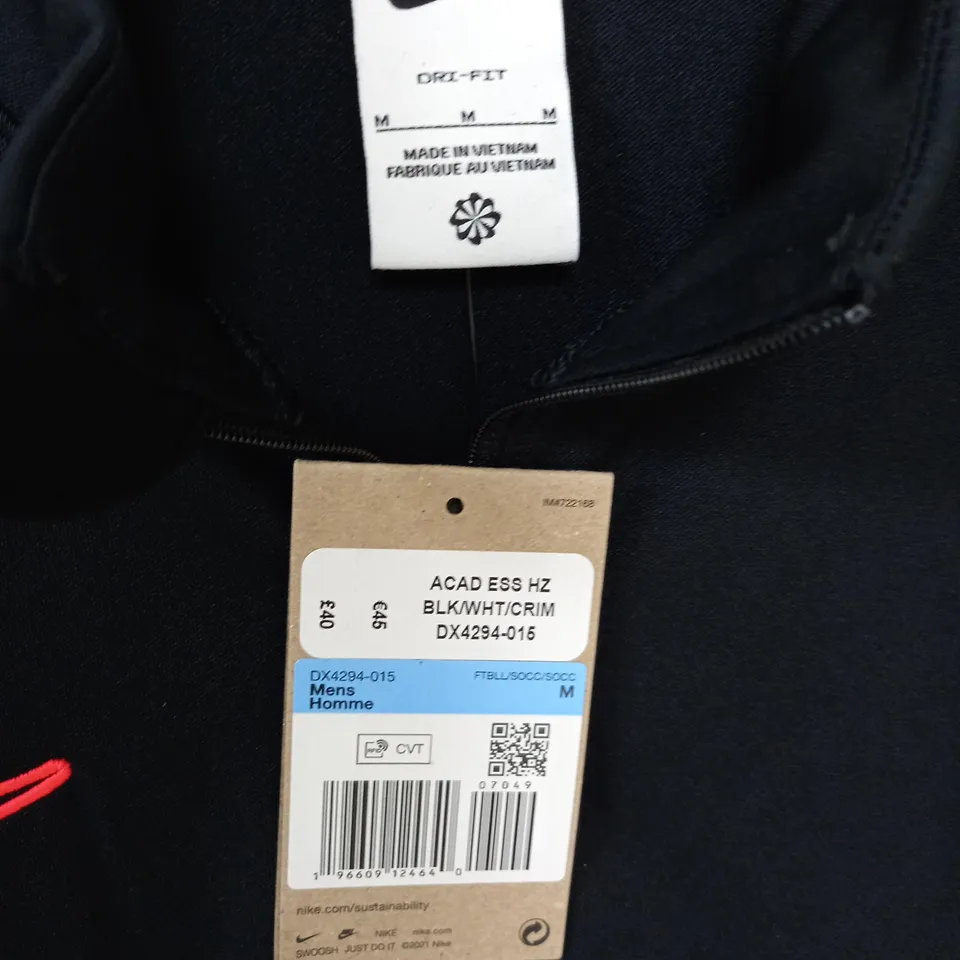 DRI-FIT
M M M
MADE IN VIETNAM
FABRIQUE AU VIETNAM
IM#722168
£40
€45
ACAD ESS HZ
BLK/WHT/CRIM
DX4294-015
DX4294-015
FTBLL/SOCC/SOCC
Mens
M
Homme
RFID
CVT
07049
1 96609 12464 0
nike.com/sustainability
NIKE nike.com
SWOOSH JUST DO IT ©2021 Nike